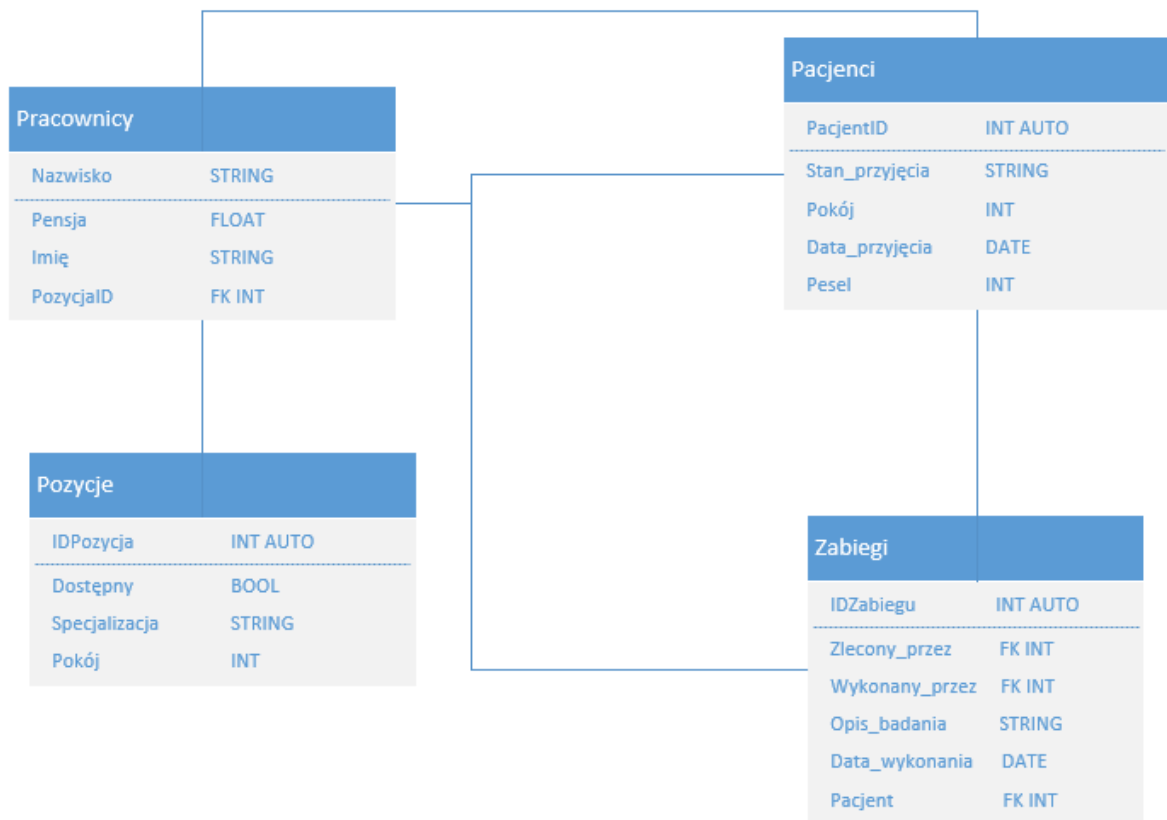 Pracownicy
Nazwisko STRING
Pensja FLOAT
Imię STRING
PozycjaID FK INT
Pacjenci
PacjentID INT AUTO
Stan_przyjęcia STRING
Pokój INT
Data_przyjęcia DATE
Pesel INT
Pozycje
IDPozycja INT AUTO
Dostępny BOOL
Specjalizacja STRING
Pokój INT
Zabiegi
IDZabiegu INT AUTO
Zlecony_przez FK INT
Wykonany_przez FK INT
Opis_badania STRING
Data_wykonania DATE
Pacjent FK INT